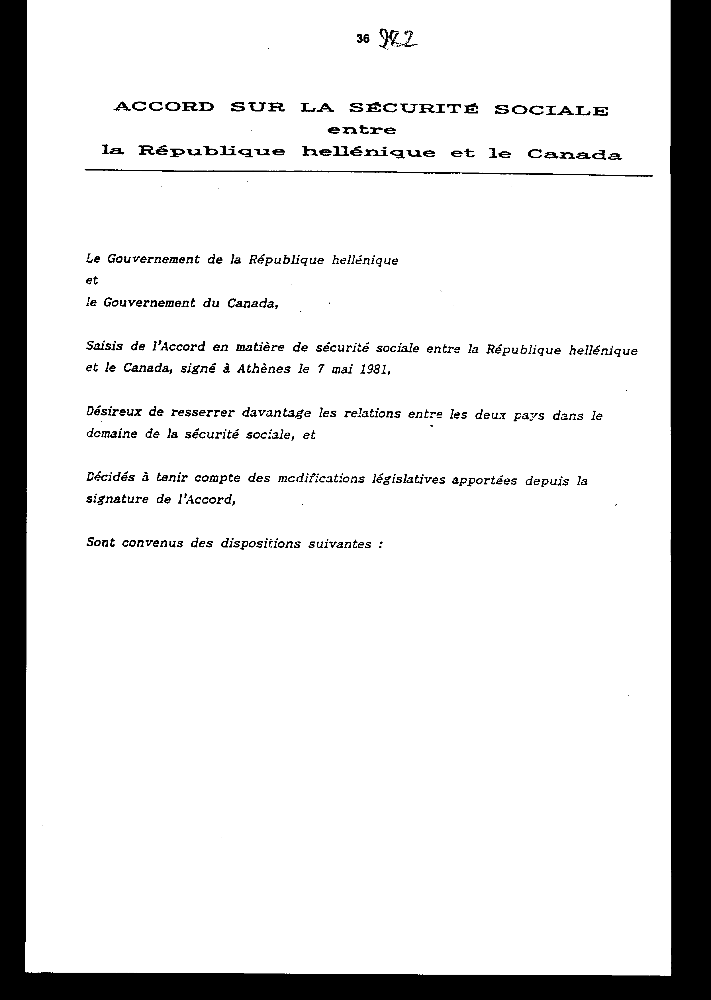 36 982
ACCORD SUR LA SÉCURITÉ SOCIALE
entre
la République hellénique et le Canada
Le Gouvernement de la République hellénique
et
le Gouvernement du Canada,
Saisis de l'Accord en matière de sécurité sociale entre la République hellénique
et le Canada, signé à Athènes le 7 mai 1981,
Désireux de resserrer davantage les relations entre les deux pays dans le
domaine de la sécurité sociale, et
Décidés à tenir compte des modifications législatives apportées depuis la
signature de l'Accord,
Sont convenus des dispositions suivantes :